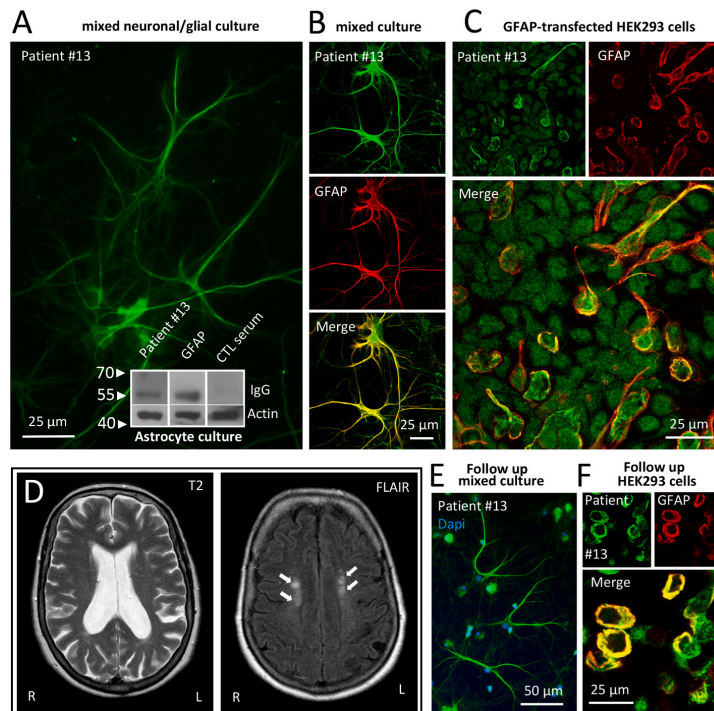 A
mixed neuronal/glial culture
Patient #13
Patient #13
GFAP
CTL serum
70
55
40
IgG
Actin
Astrocyte culture
25 µm
B
mixed culture
Patient #13
GFAP
Merge
25 µm
C
GFAP-transfected HEK293 cells
Patient #13
GFAP
Merge
25 µm
D
T2
R
L
FLAIR
R
L
E
Follow up
mixed culture
Patient #13
Dapi
50 µm
F
Follow up
HEK293 cells
Patient
#13
GFAP
Merge
25 µm